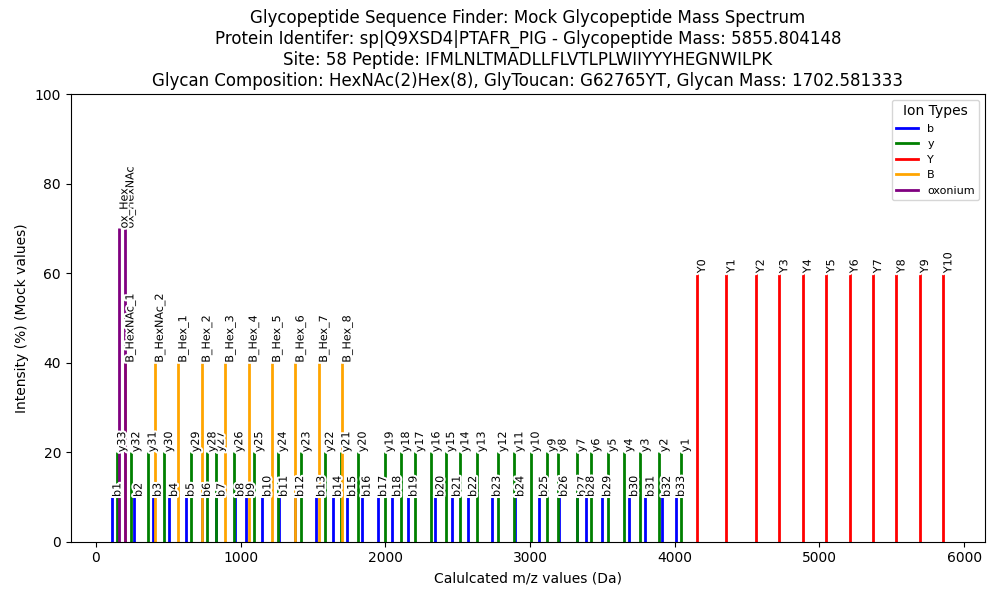 Glycopeptide Sequence Finder: Mock Glycopeptide Mass Spectrum
Protein Identifer: sp|Q9XSD4|PTAFR_PIG - Glycopeptide Mass: 5855.804148
Site: 58 Peptide: IFMLNLTMADLLFLVTLPLWIIYYYHEGNWILPK
Glycan Composition: HexNAc(2)Hex(8), GlyToucan: G62765YT, Glycan Mass: 1702.581333
Intensity (%) (Mock values)
100
80
60
40
20
0
Ion Types
b
y
Y
B
oxonium
ox_Hex
ox_HexNAc
Y0
Y1
Y2
Y3
Y4
Y5
Y6
Y7
Y8
Y9
Y10
B_HexNAc_1
B_HexNAc_2
B_Hex_1
B_Hex_2
B_Hex_3
B_Hex_4
B_Hex_5
B_Hex_6
B_Hex_7
B_Hex_8
y33
y32
y31
y30
y29
y28
y27
y26
y25
y24
y23
y22
y21
y20
y19
y18
y17
y16
y15
y14
y13
y12
y11
y10
y9
y8
y7
y6
y5
y4
y3
y2
y1
b1
b2
b3
b4
b5
b6
b7
b8
b9
b10
b11
b12
b13
b14
b15
b16
b17
b18
b19
b20
b21
b22
b23
b24
b25
b26
b27
b28
b29
b30
b31
b32
b33
0
1000
2000
3000
4000
5000
6000
Calulcated m/z values (Da)